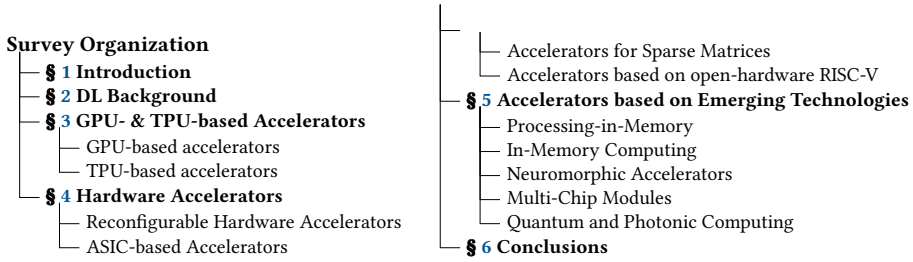 Survey Organization
§ 1 Introduction
§ 2 DL Background
§ 3 GPU- & TPU-based Accelerators
GPU-based accelerators
TPU-based accelerators
§ 4 Hardware Accelerators
Reconfigurable Hardware Accelerators
ASIC-based Accelerators
Accelerators for Sparse Matrices
Accelerators based on open-hardware RISC-V
§ 5 Accelerators based on Emerging Technologies
Processing-in-Memory
In-Memory Computing
Neuromorphic Accelerators
Multi-Chip Modules
Quantum and Photonic Computing
§ 6 Conclusions